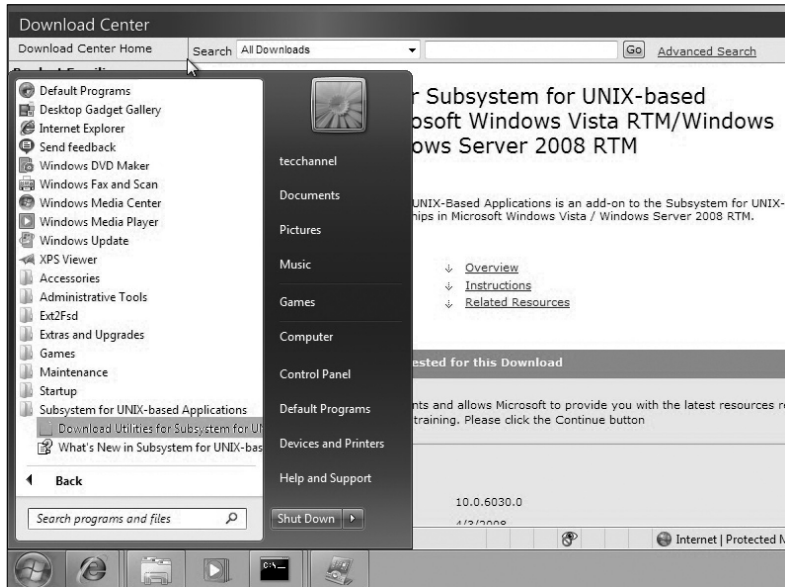 Download Center
Download Center Home
Search
All Downloads
Go
Advanced Search
r Subsystem for UNIX-based
osoft Windows Vista RTM/Windows
ows Server 2008 RTM
UNIX-Based Applications is an add-on to the Subsystem for UNIX-
hips in Microsoft Windows Vista / Windows Server 2008 RTM.
Overview
Instructions
Related Resources
ested for this Download
nts and allows Microsoft to provide you with the latest resources r
training. Please click the Continue button
10.0.6030.0
4/3/2008
Internet | Protected M
Default Programs
Desktop Gadget Gallery
Internet Explorer
Send feedback
Windows DVD Maker
Windows Fax and Scan
Windows Media Center
Windows Media Player
Windows Update
XPS Viewer
Accessories
Administrative Tools
Ext2Fsd
Extras and Upgrades
Games
Maintenance
Startup
Subsystem for UNIX-based Applications
Download Utilities for Subsystem for UN
What's New in Subsystem for UNIX-bas
Back
Search programs and files
tecchannel
Documents
Pictures
Music
Games
Computer
Control Panel
Default Programs
Devices and Printers
Help and Support
Shut Down
C:\_